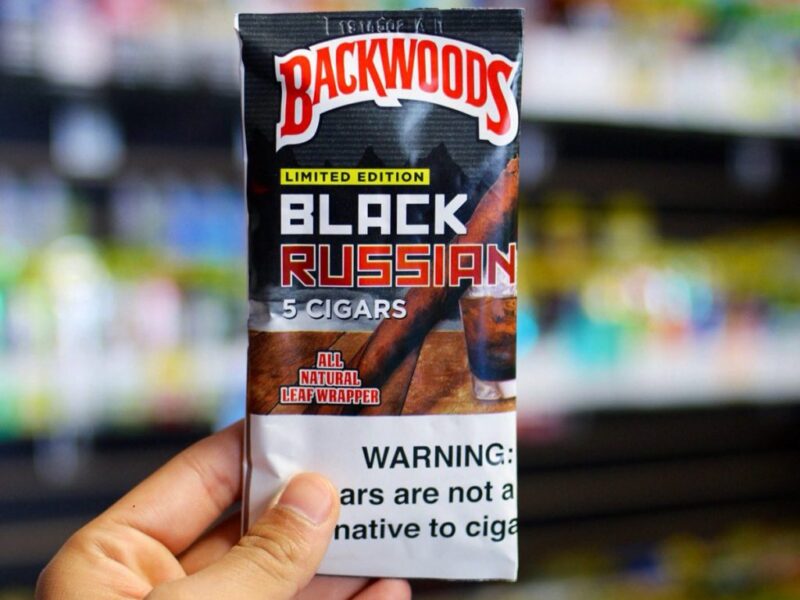 BACKWOODS
LIMITED EDITION
BLACK
RUSSIAN
5 CIGARS
ALL
NATURAL
LEAF WRAPPER
WARNING:
ars are not a
native to ciga